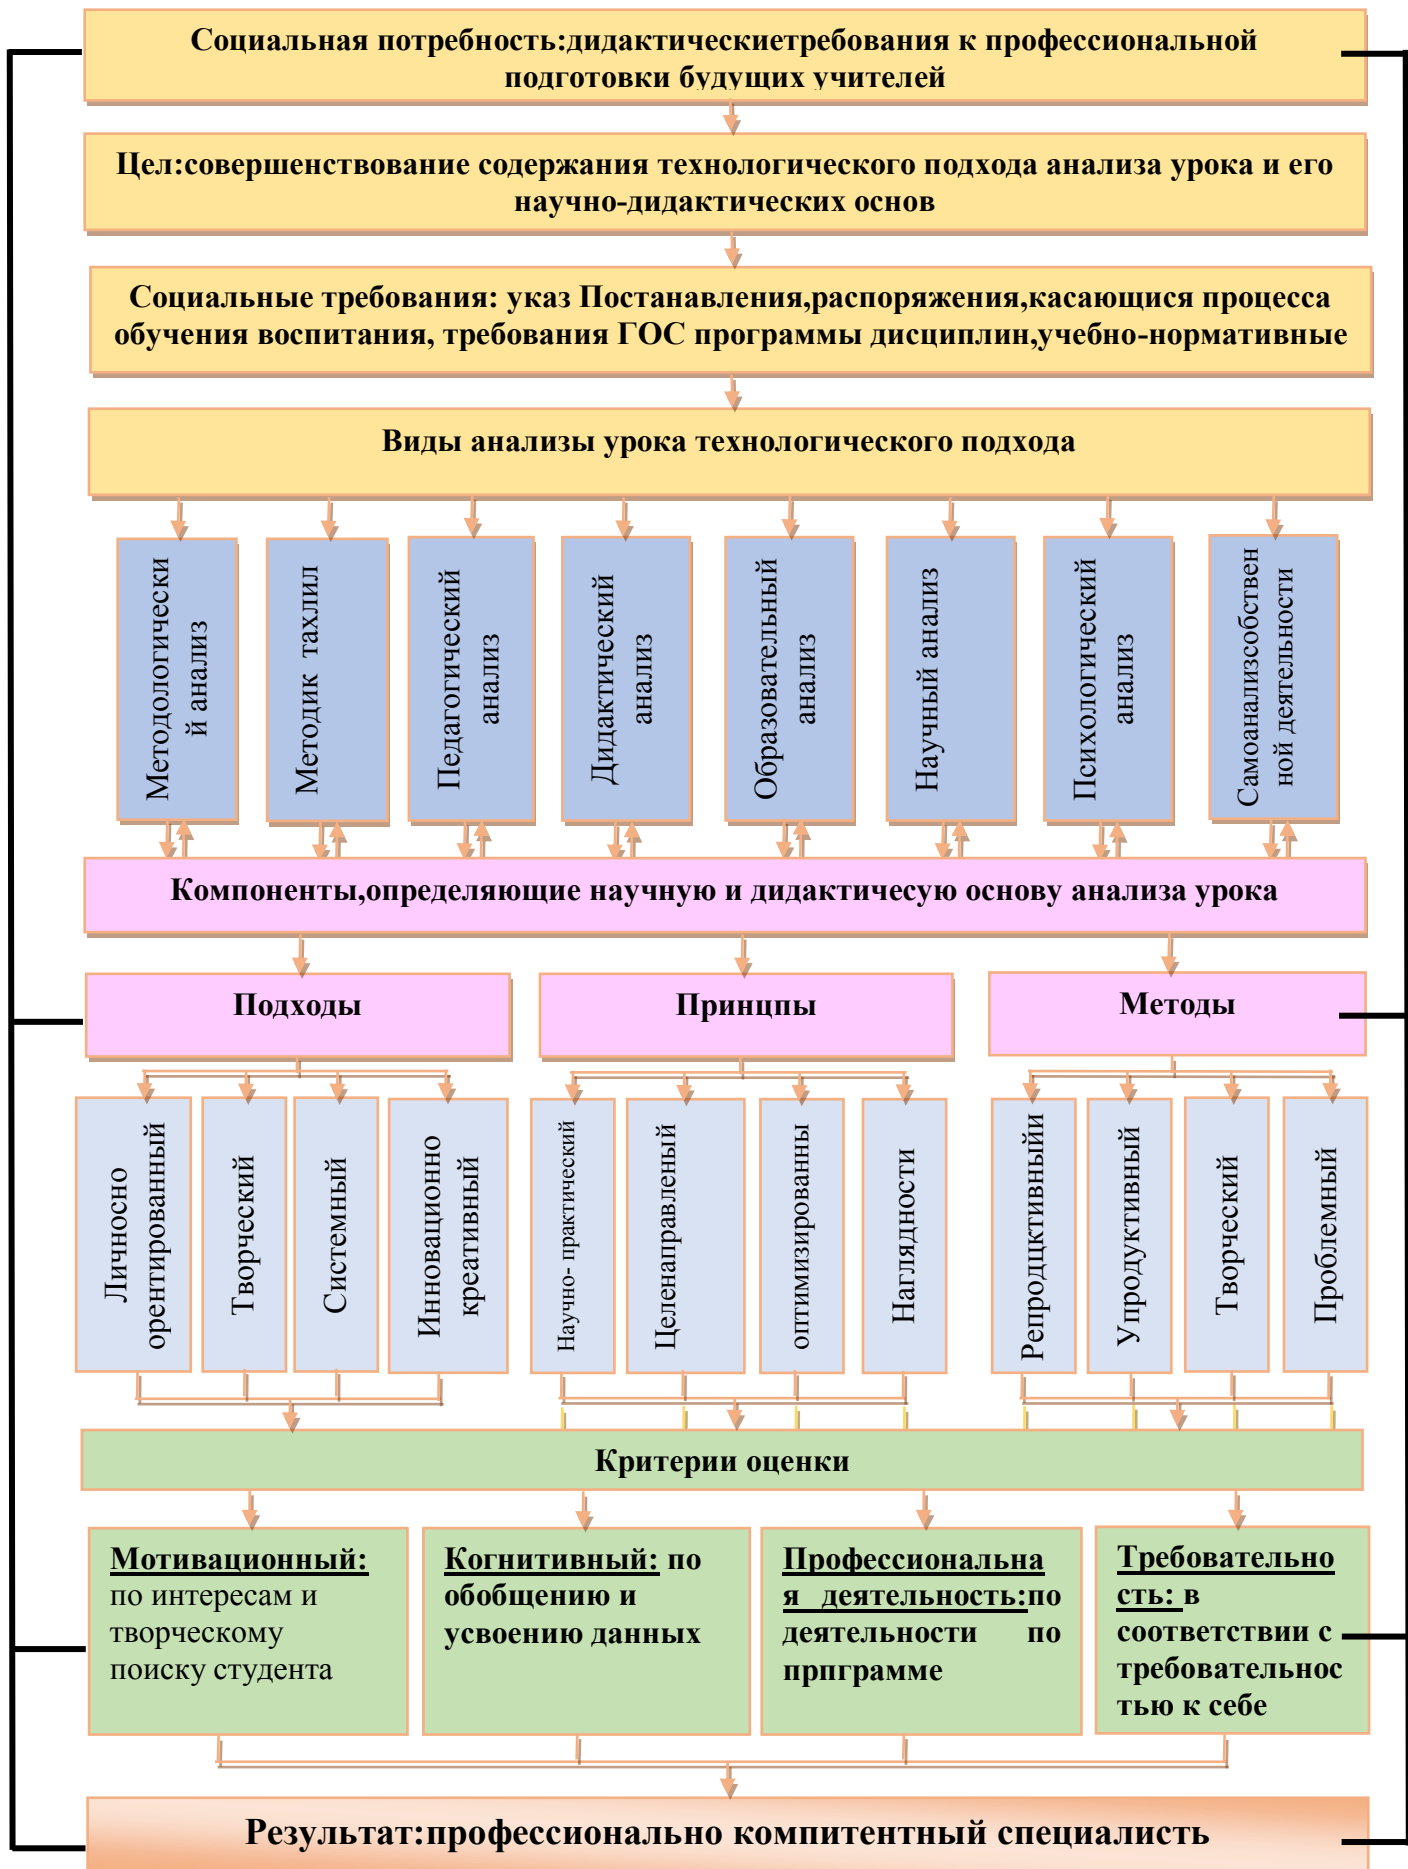 Социальная потребность:дидактическиетребования к профессиональной
подготовки будущих учителей
Цел:совершенствование содержания технологического подхода анализа урока и его
научно-дидактических основ
Социальные требования: указ Постанавления,распоряжения,касающися процесса
обучения воспитания, требования ГОС программы дисциплин,учебно-нормативные
Виды анализы урока технологического подхода
Методологически
й анализ
Методик тахлил
Педагогический
анализ
Дидактический
анализ
Образовательный
анализ
Научный анализ
Психологический
анализ
Самоанализсобствен
ной деятельности
Компоненты,определяющие научную и дидактичесую основу анализа урока
Подходы
Принцпы
Методы
Личносно
орентированный
Творческий
Системный
Инновационно
креативный
Научно- практический
Целенаправленый
оптимизированны
Наглядности
Репродцктивныйи
Упродуктивный
Творческий
Проблемный
Критерии оценки
Мотивационный:
по интересам и
творческому
поиску студента
Когнитивный: по
обобщению и
усвоению данных
Профессиональна
я деятельность:по
деятельности по
прпграмме
Требовательно
сть: в
соответствии с
требовательнос
тью к себе
Результат:профессионально компитентный специалисть